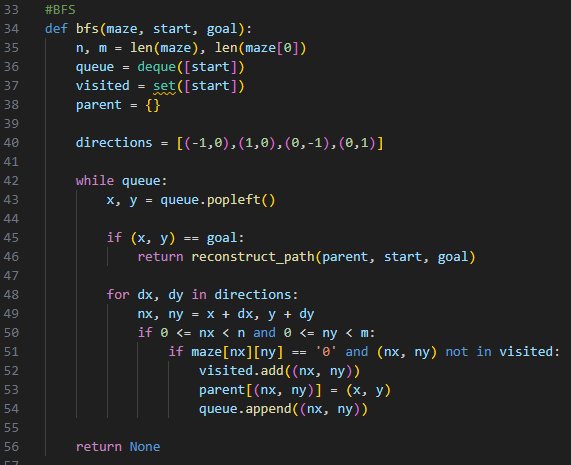 33 #BFS
34 def bfs(maze, start, goal):
35     n, m = len(maze), len(maze[0])
36     queue = deque([start])
37     visited = set([start])
38     parent = {}
39
40     directions = [(-1,0),(1,0),(0,-1),(0,1)]
41
42     while queue:
43         x, y = queue.popleft()
44
45         if (x, y) == goal:
46             return reconstruct_path(parent, start, goal)
47
48         for dx, dy in directions:
49             nx, ny = x + dx, y + dy
50             if 0 <= nx < n and 0 <= ny < m:
51                 if maze[nx][ny] == '0' and (nx, ny) not in visited:
52                     visited.add((nx, ny))
53                     parent[(nx, ny)] = (x, y)
54                     queue.append((nx, ny))
55
56     return None
57